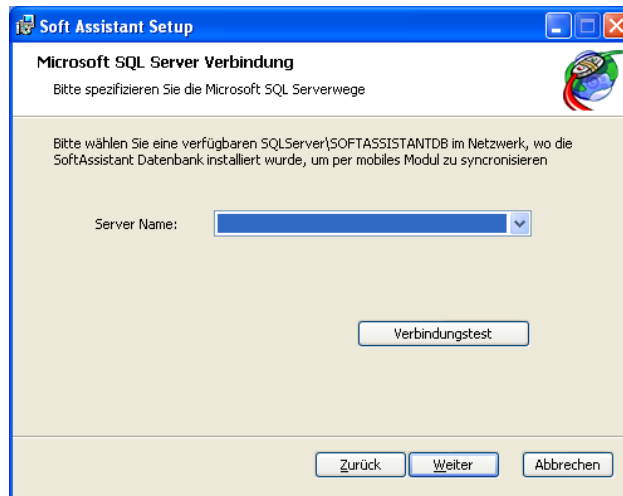 Soft Assistant Setup
Microsoft SQL Server Verbindung
Bitte spezifizieren Sie die Microsoft SQL Serverwege
Bitte wählen Sie eine verfügbaren SQLServer\SOFTASSISTANTDB im Netzwerk, wo die
SoftAssistant Datenbank installiert wurde, um per mobiles Modul zu syncronisieren
Server Name:
Verbindungstest
Zurück Weiter Abbrechen